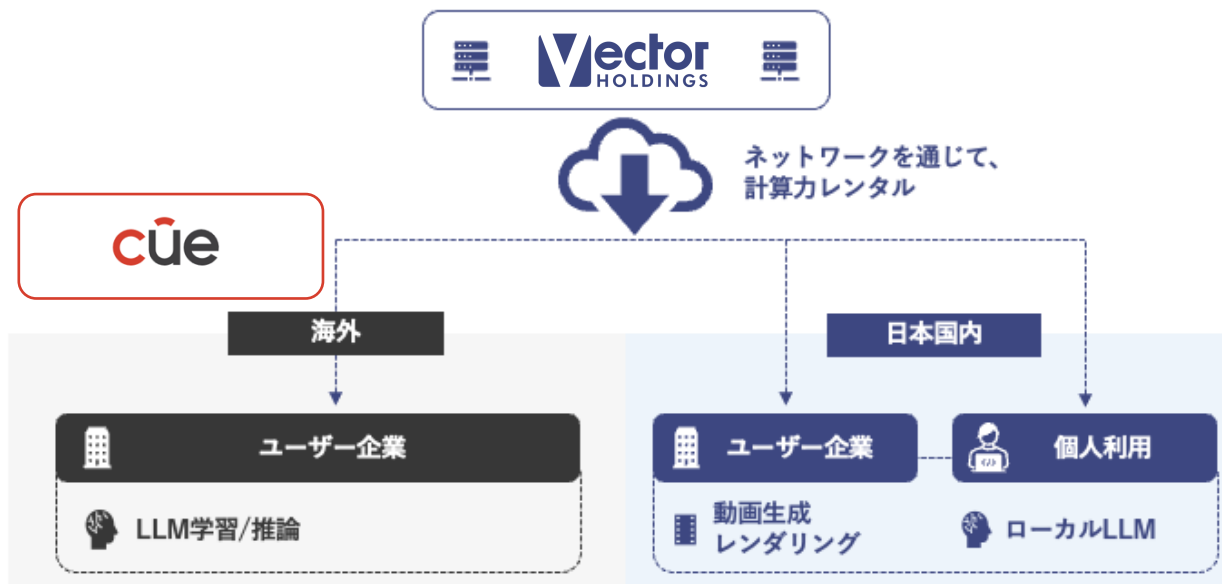 Vector
HOLDINGS
ネットワークを通じて、
計算力レンタル
cue
海外
日本国内
ユーザー企業
ユーザー企業
個人利用
LLM学習/推論
動画生成
レンダリング
ローカルLLM